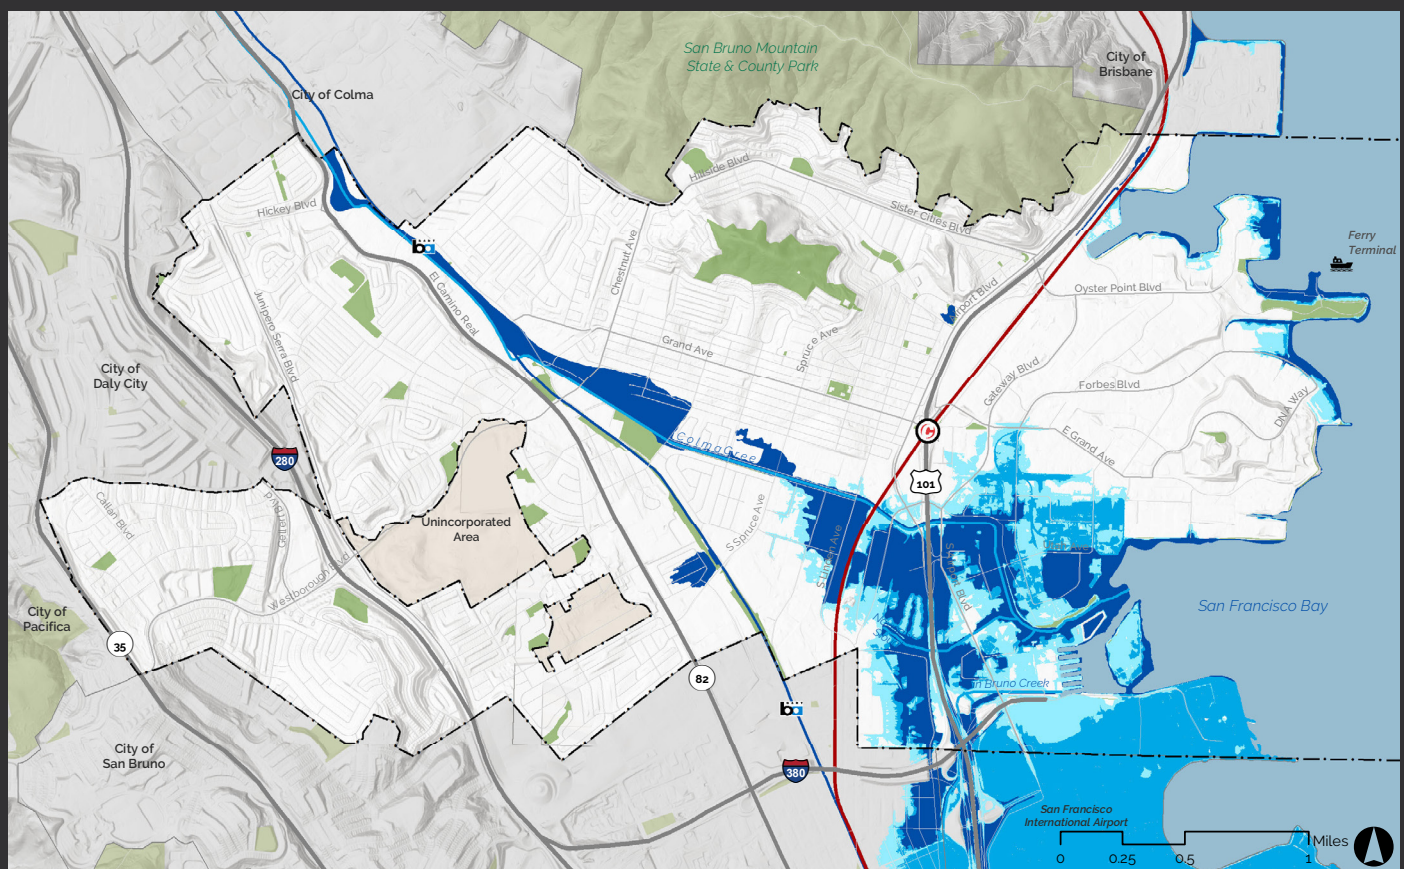 San Bruno Mountain
State & County Park
City of
Brisbane
City of Colma
Hillside Blvd
Hickey Blvd
Sister Cities Blvd
Ferry
Terminal
Chestnut Ave
El Camino Real
Junipero Serra Blvd
Airport Blvd
Oyster Point Blvd
Grand Ave
Spruce Ave
City of
Daly City
Gateway Blvd
Forbes Blvd
DNA Way
E Grand Ave
280
101
Callan Blvd
Gellert Blvd
Unincorporated
Area
S Spruce Ave
Westborough Blvd
San Francisco Bay
City of
Pacifica
35
82
Bruno Creek
City of
San Bruno
380
San Francisco
International Airport
Miles
0
0.25
0.5
1